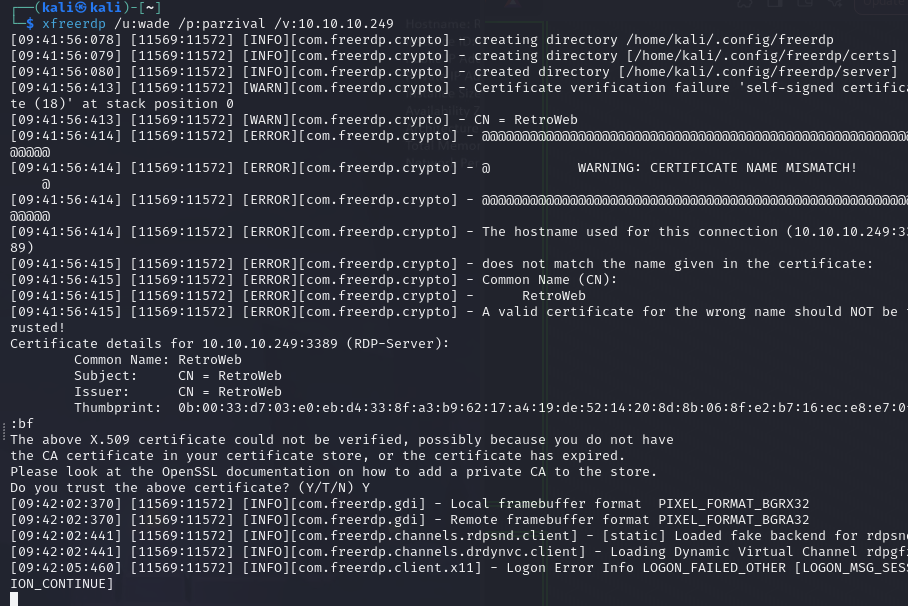 ┌──(kali㉿kali)-[~]
└─$ xfreerdp /u:wade /p:parzival /v:10.10.10.249
[09:41:56:078] [11569:11572] [INFO][com.freerdp.crypto] - creating directory /home/kali/.config/freerdp
[09:41:56:079] [11569:11572] [INFO][com.freerdp.crypto] - creating directory [/home/kali/.config/freerdp/certs]
[09:41:56:080] [11569:11572] [INFO][com.freerdp.crypto] - created directory [/home/kali/.config/freerdp/server]
[09:41:56:413] [11569:11572] [WARN][com.freerdp.crypto] - Certificate verification failure 'self-signed certifica
te (18)' at stack position 0
[09:41:56:413] [11569:11572] [WARN][com.freerdp.crypto] - CN = RetroWeb
[09:41:56:414] [11569:11572] [ERROR][com.freerdp.crypto] - @@@@@@@@@@@@@@@@@@@@@@@@@@@@@@@@@@@@@@@@@@@@@@@@@@@@@@
@@@@@
[09:41:56:414] [11569:11572] [ERROR][com.freerdp.crypto] - @           WARNING: CERTIFICATE NAME MISMATCH!
    @
[09:41:56:414] [11569:11572] [ERROR][com.freerdp.crypto] - @@@@@@@@@@@@@@@@@@@@@@@@@@@@@@@@@@@@@@@@@@@@@@@@@@@@@@
@@@@@
[09:41:56:414] [11569:11572] [ERROR][com.freerdp.crypto] - The hostname used for this connection (10.10.10.249:33
89)
[09:41:56:415] [11569:11572] [ERROR][com.freerdp.crypto] - does not match the name given in the certificate:
[09:41:56:415] [11569:11572] [ERROR][com.freerdp.crypto] - Common Name (CN):
[09:41:56:415] [11569:11572] [ERROR][com.freerdp.crypto] -      RetroWeb
[09:41:56:415] [11569:11572] [ERROR][com.freerdp.crypto] - A valid certificate for the wrong name should NOT be t
rusted!
Certificate details for 10.10.10.249:3389 (RDP-Server):
        Common Name: RetroWeb
        Subject:     CN = RetroWeb
        Issuer:      CN = RetroWeb
        Thumbprint:  0b:00:33:d7:03:e0:eb:d4:33:8f:a3:b9:62:17:a4:19:de:52:14:20:8d:8b:06:8f:e2:b7:16:ec:e8:e7:0
:bf
The above X.509 certificate could not be verified, possibly because you do not have
the CA certificate in your certificate store, or the certificate has expired.
Please look at the OpenSSL documentation on how to add a private CA to the store.
Do you trust the above certificate? (Y/T/N) Y
[09:42:02:370] [11569:11572] [INFO][com.freerdp.gdi] - Local framebuffer format  PIXEL_FORMAT_BGRX32
[09:42:02:370] [11569:11572] [INFO][com.freerdp.gdi] - Remote framebuffer format PIXEL_FORMAT_BGRA32
[09:42:02:441] [11569:11572] [INFO][com.freerdp.channels.rdpsnd.client] - [static] Loaded fake backend for rdpsn
[09:42:02:441] [11569:11572] [INFO][com.freerdp.channels.drdynvc.client] - Loading Dynamic Virtual Channel rdpgf
[09:42:05:460] [11569:11572] [INFO][com.freerdp.client.x11] - Logon Error Info LOGON_FAILED_OTHER [LOGON_MSG_SESS
ION_CONTINUE]